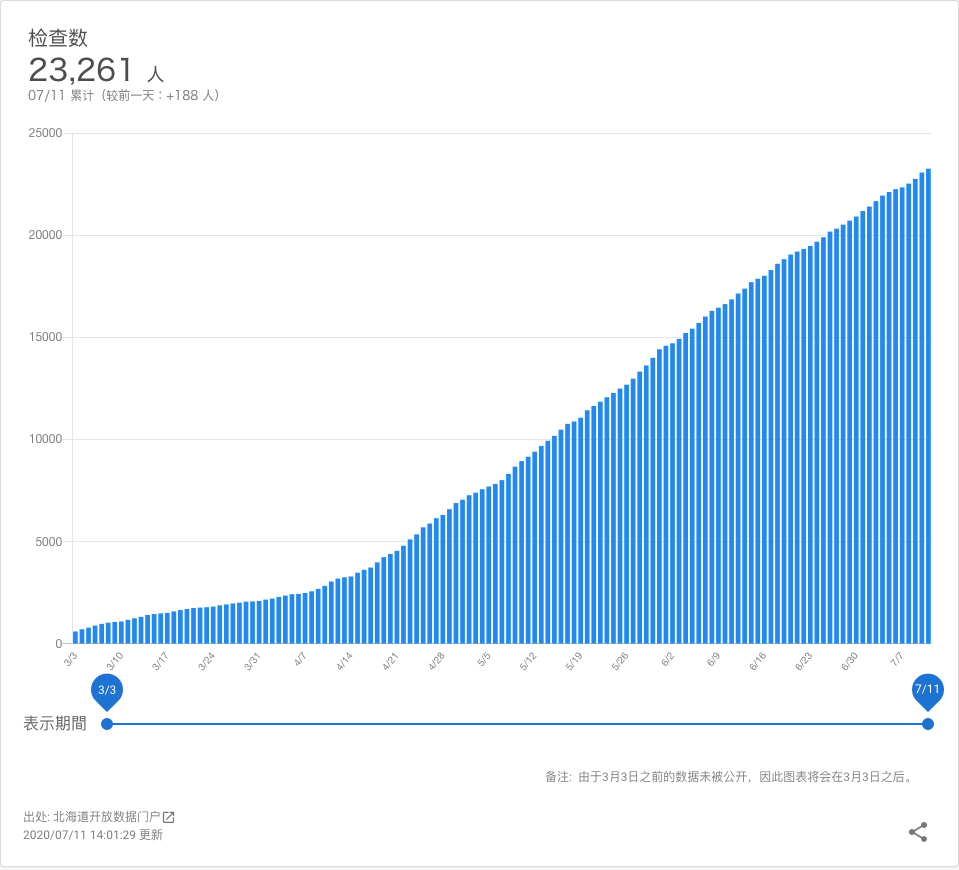 检查数
23,261 人
07/11 累计（较前一天：+188 人）
25000
20000
15000
10000
5000
0
3/3 3/10 3/17 3/24 3/31 4/7 4/14 4/21 4/28 5/5 5/12 5/19 5/26 6/2 6/9 6/16 6/23 6/30 7/7
3/3 7/11
表示期間
备注: 由于3月3日之前的数据未被公开，因此图表将会在3月3日之后。
出处: 北海道开放数据门户
2020/07/11 14:01:29 更新